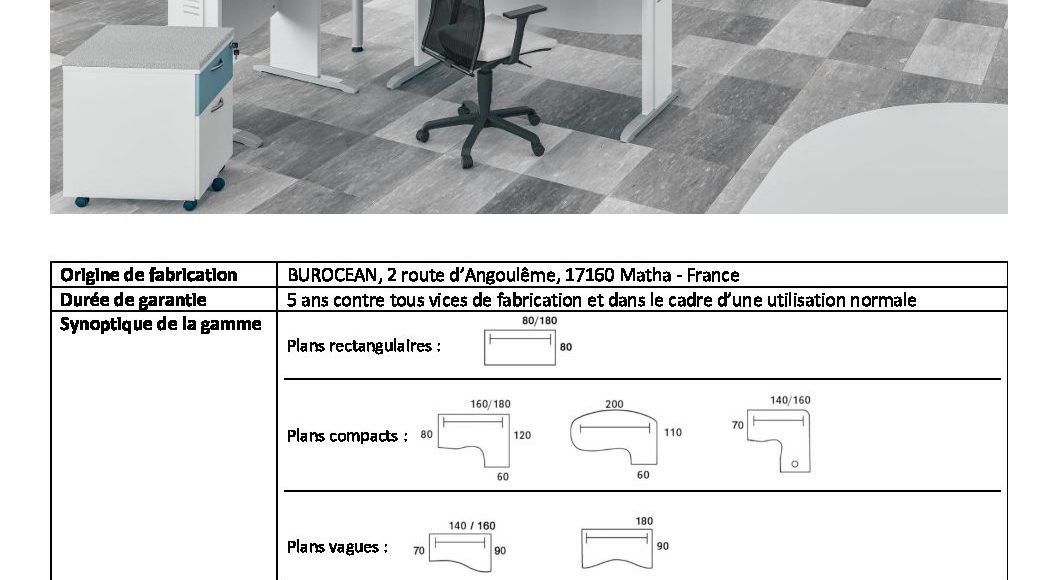 Origine de fabrication BUROCEAN, 2 route d’Angoulême, 17160 Matha - France
Durée de garantie 5 ans contre tous vices de fabrication et dans le cadre d’une utilisation normale
Synoptique de la gamme
80/180
Plans rectangulaires : 80
160/180 200 140/160
Plans compacts : 80 120 110 70
60 60
140 / 160 180
Plans vagues : 70 90 90